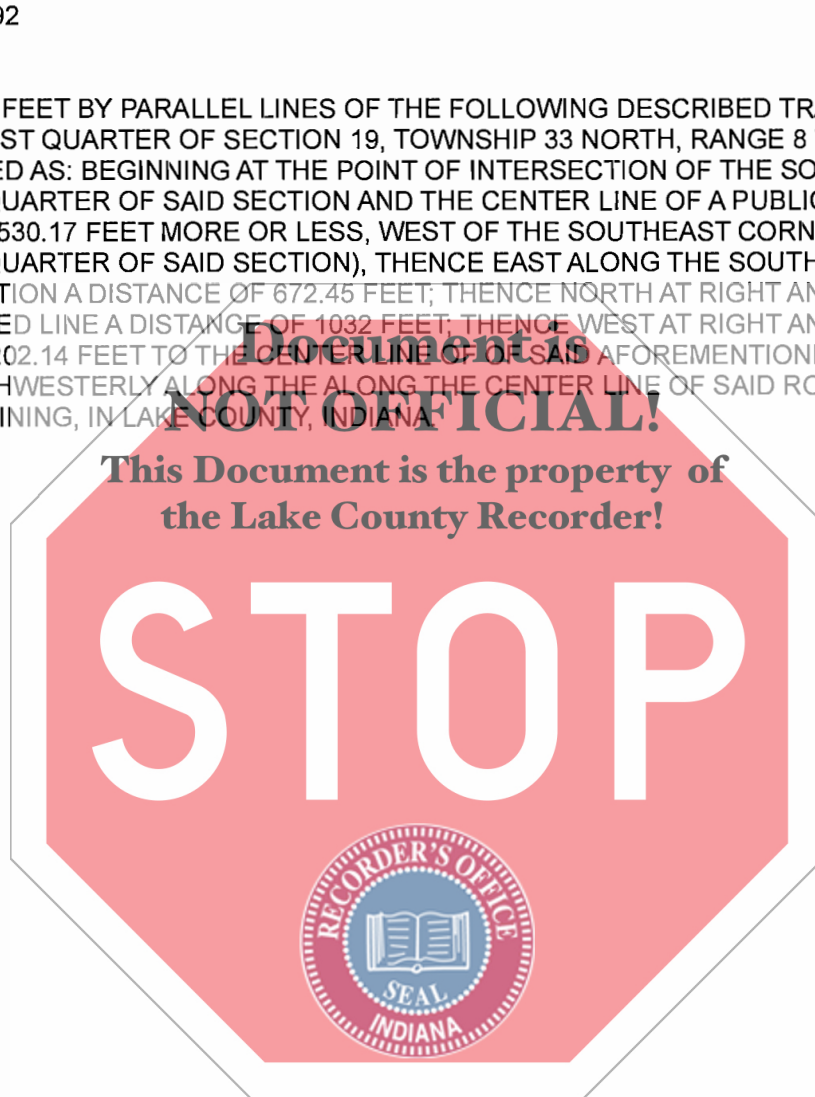 92
FEET BY PARALLEL LINES OF THE FOLLOWING DESCRIBED TRA
ST QUARTER OF SECTION 19, TOWNSHIP 33 NORTH, RANGE 8
ED AS: BEGINNING AT THE POINT OF INTERSECTION OF THE SO
UARTER OF SAID SECTION AND THE CENTER LINE OF A PUBLIC
530.17 FEET MORE OR LESS, WEST OF THE SOUTHEAST CORN
QUARTER OF SAID SECTION), THENCE EAST ALONG THE SOUTH
TION A DISTANCE OF 672.45 FEET; THENCE NORTH AT RIGHT AN
ED LINE A DISTANCE OF 1032 FEET; THENCE WEST AT RIGHT AN
02.14 FEET TO THE CENTER LINE OF OF SAID AFOREMENTIONE
HWESTERLY ALONG THE ALONG THE CENTER LINE OF SAID RO
INING, IN LAKE COUNTY, INDIANA.
Document is
NOT OFFICIAL!
This Document is the property of
the Lake County Recorder!
STOP
RECORDER'S OFFICE
SEAL
INDIANA